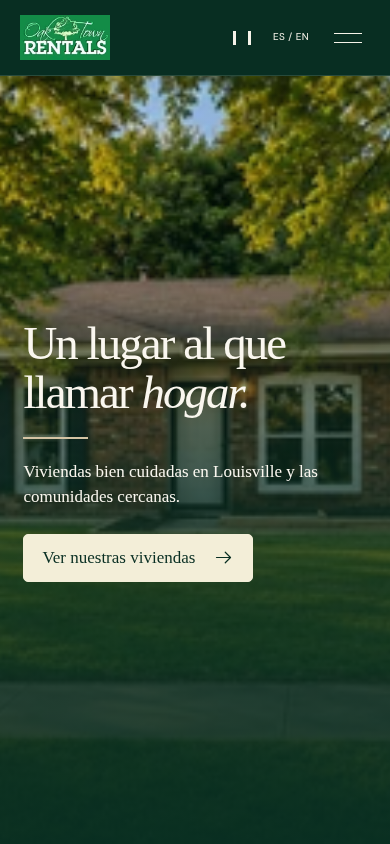 Oak Town
RENTALS
ES / EN
Un lugar al que
llamar hogar.
Viviendas bien cuidadas en Louisville y las
comunidades cercanas.
Ver nuestras viviendas